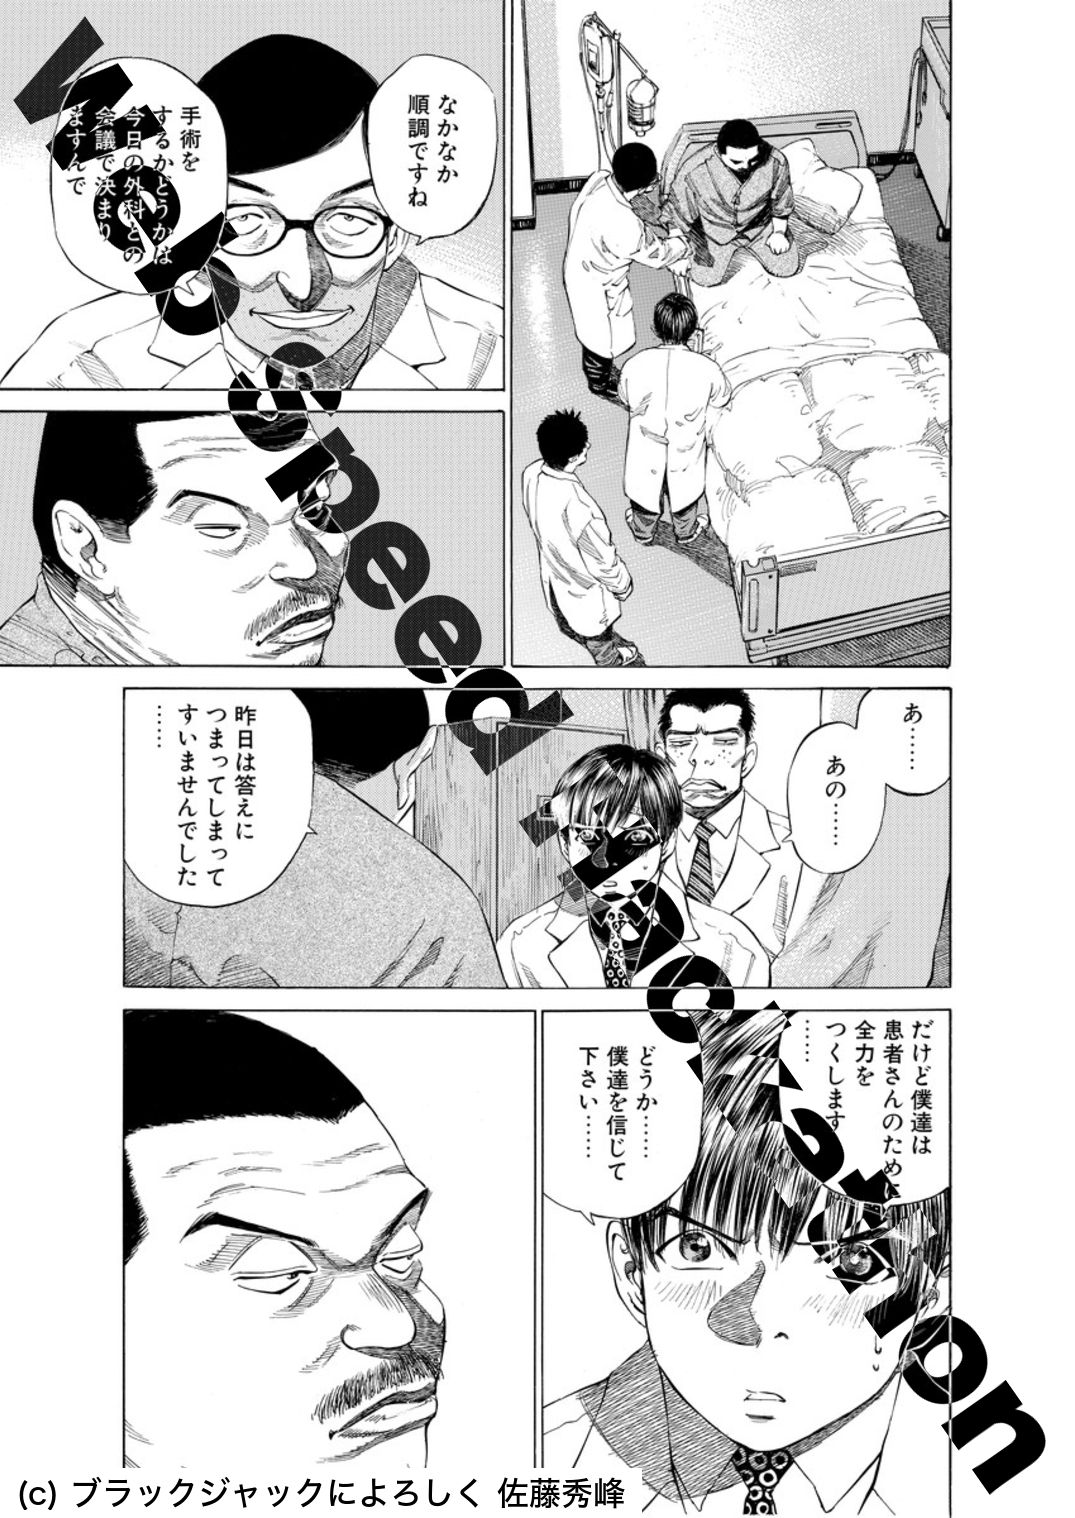 なかなか
順調ですね
手術を
するかどうかは
今日の外科との
会議で決まり
ますんで
あ……
あの……
昨日は答えに
つまってしまって
すいませんでした
……
だけど僕達は
患者さんのために
全力を
つくします
……
どうか……
僕達を信じて
下さい……
(c) ブラックジャックによろしく 佐藤秀峰